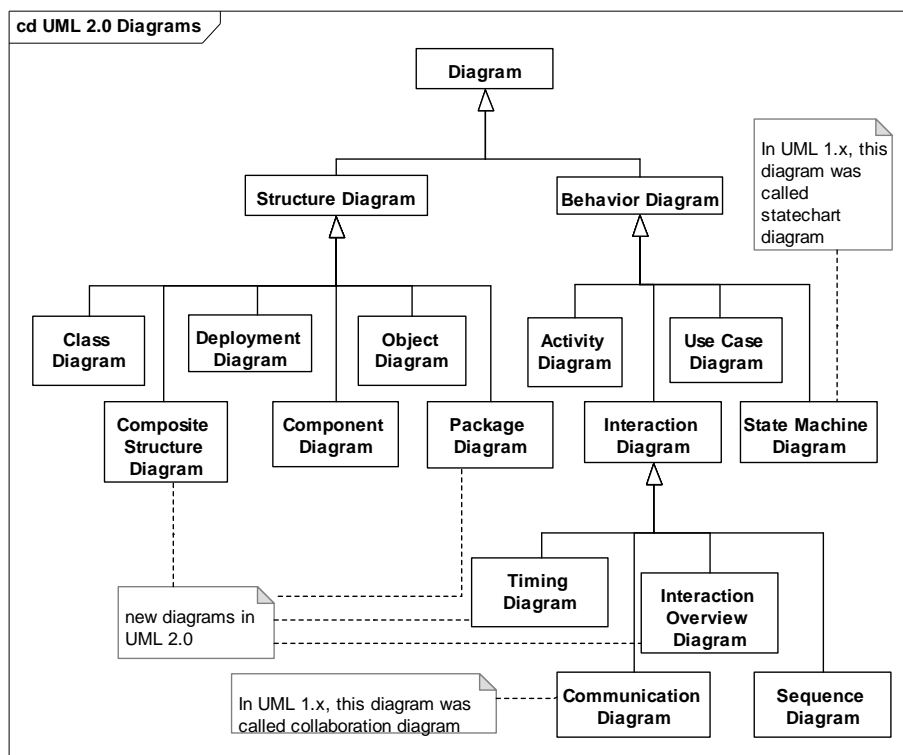 cd UML 2.0 Diagrams
Diagram
In UML 1.x, this
diagram was
called
statechart
diagram
Structure Diagram
Behavior Diagram
Class
Diagram
Deployment
Diagram
Object
Diagram
Activity
Diagram
Use Case
Diagram
Composite
Structure
Diagram
Component
Diagram
Package
Diagram
Interaction
Diagram
State Machine
Diagram
Timing
Diagram
Interaction
Overview
Diagram
new diagrams in
UML 2.0
In UML 1.x, this diagram was
called collaboration diagram
Communication
Diagram
Sequence
Diagram